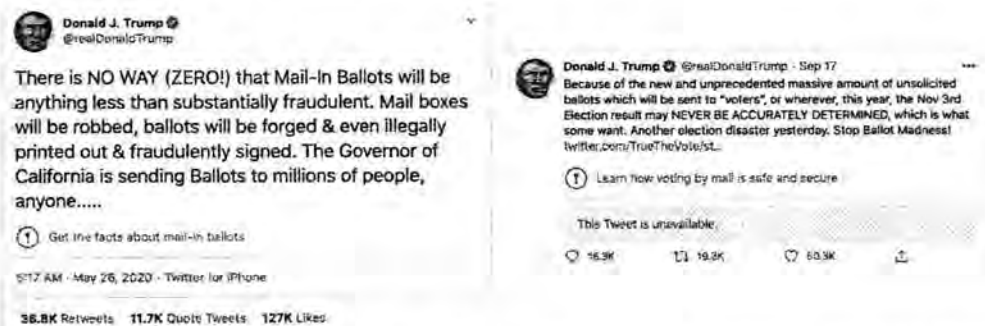 Donald J. Trump
@realDonaldTrump
There is NO WAY (ZERO!) that Mail-In Ballots will be
anything less than substantially fraudulent. Mail boxes
will be robbed, ballots will be forged & even illegally
printed out & fraudulently signed. The Governor of
California is sending Ballots to millions of people,
anyone.....
Get the facts about mail-in ballots
5:17 AM · May 26, 2020 · Twitter for iPhone
36.8K Retweets 11.7K Quote Tweets 127K Likes
Donald J. Trump @realDonaldTrump · Sep 17
Because of the new and unprecedented massive amount of unsolicited
ballots which will be sent to "voters", or wherever, this year, the Nov 3rd
Election result may NEVER BE ACCURATELY DETERMINED, which is what
some want. Another election disaster yesterday. Stop Ballot Madness!
twitter.com/TrueTheVote/st...
Learn how voting by mail is safe and secure
This Tweet is unavailable.
19.3K